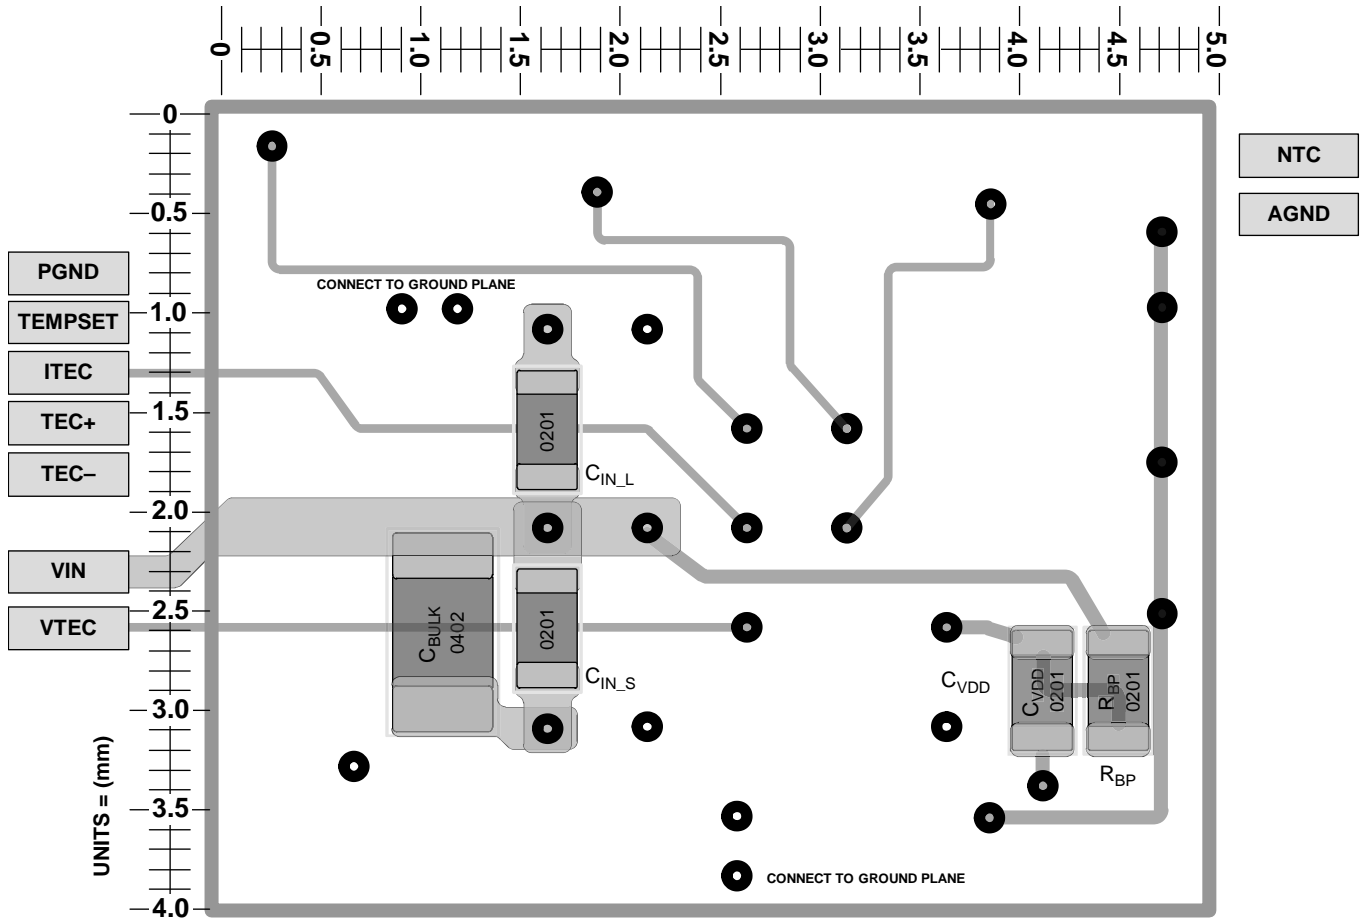 0 0.5 1.0 1.5 2.0 2.5 3.0 3.5 4.0 4.5 5.0
0
0.5
1.0
1.5
2.0
2.5
3.0
3.5
4.0
UNITS = (mm)
PGND
TEMPSET
ITEC
TEC+
TEC–
VIN
VTEC
NTC
AGND
CONNECT TO GROUND PLANE
0201
CIN_L
CBULK
0402
0201
CIN_S
CVDD
CVDD
0201
RBP
0201
RBP
CONNECT TO GROUND PLANE